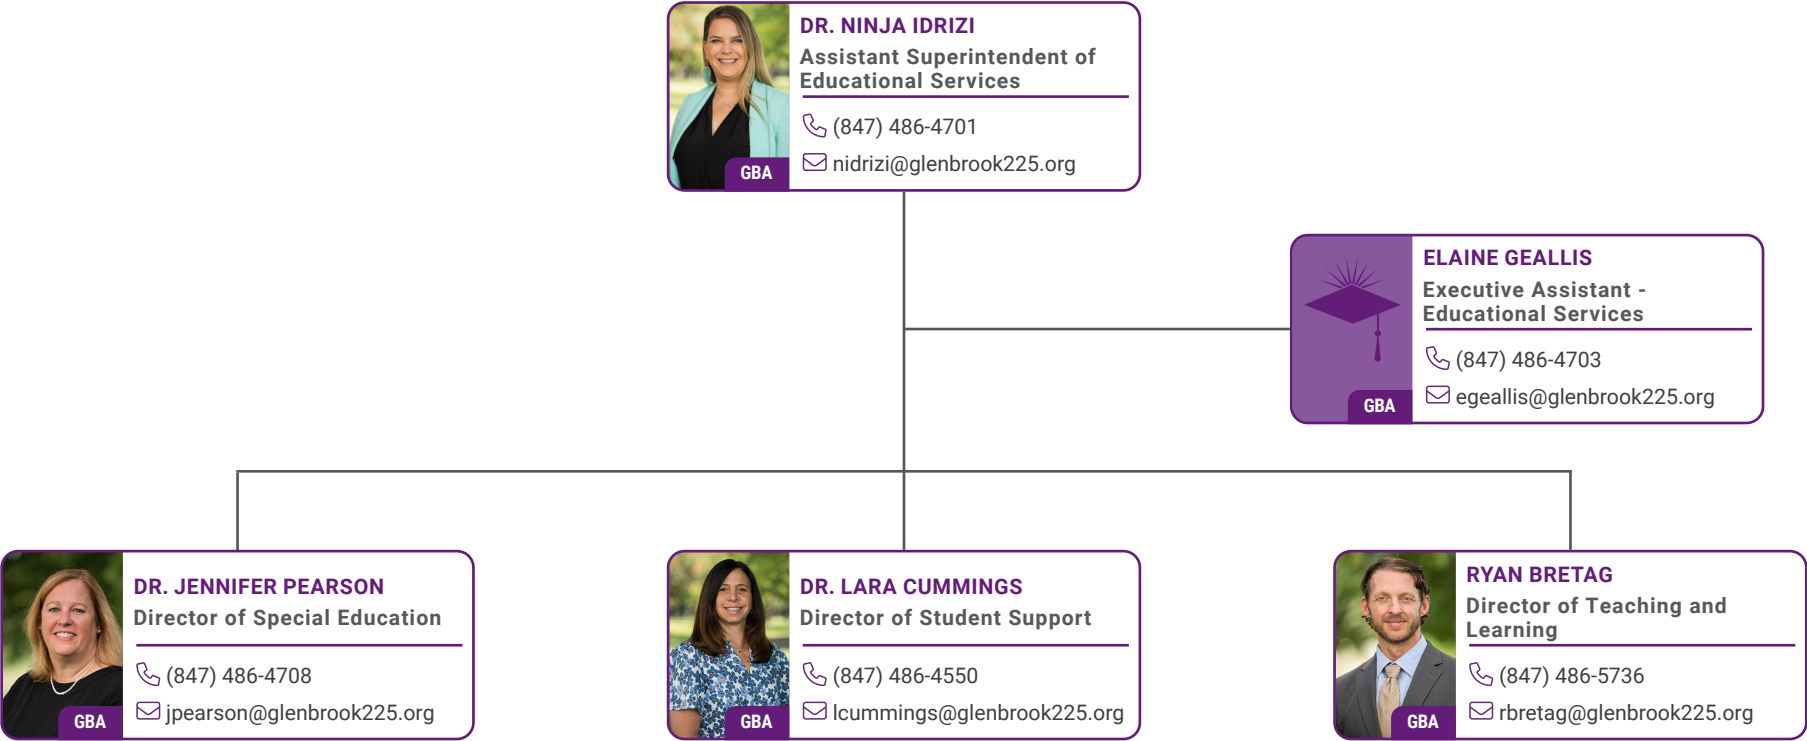 DR. NINJA IDRIZI
Assistant Superintendent of
Educational Services
(847) 486-4701
nidrizi@glenbrook225.org
GBA
ELAINE GEALLIS
Executive Assistant -
Educational Services
(847) 486-4703
egeallis@glenbrook225.org
GBA
DR. JENNIFER PEARSON
Director of Special Education
(847) 486-4708
jpearson@glenbrook225.org
GBA
DR. LARA CUMMINGS
Director of Student Support
(847) 486-4550
lcummings@glenbrook225.org
GBA
RYAN BRETAG
Director of Teaching and
Learning
(847) 486-5736
rbretag@glenbrook225.org
GBA